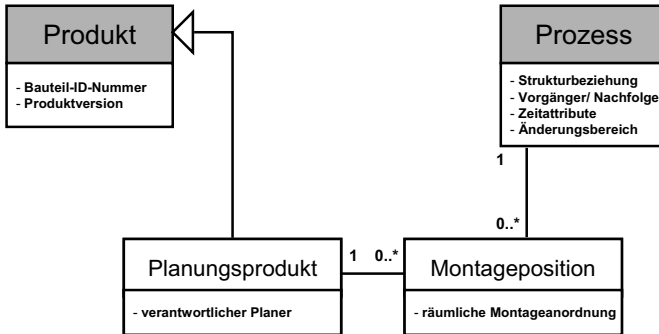 Produkt
- Bauteil-ID-Nummer
- Produktversion
Prozess
- Strukturbeziehung
- Vorgänger/ Nachfolge
- Zeitattribute
- Änderungsbereich
1
0..*
Planungsprodukt
- verantwortlicher Planer
1 0..*
Montageposition
- räumliche Montageanordnung